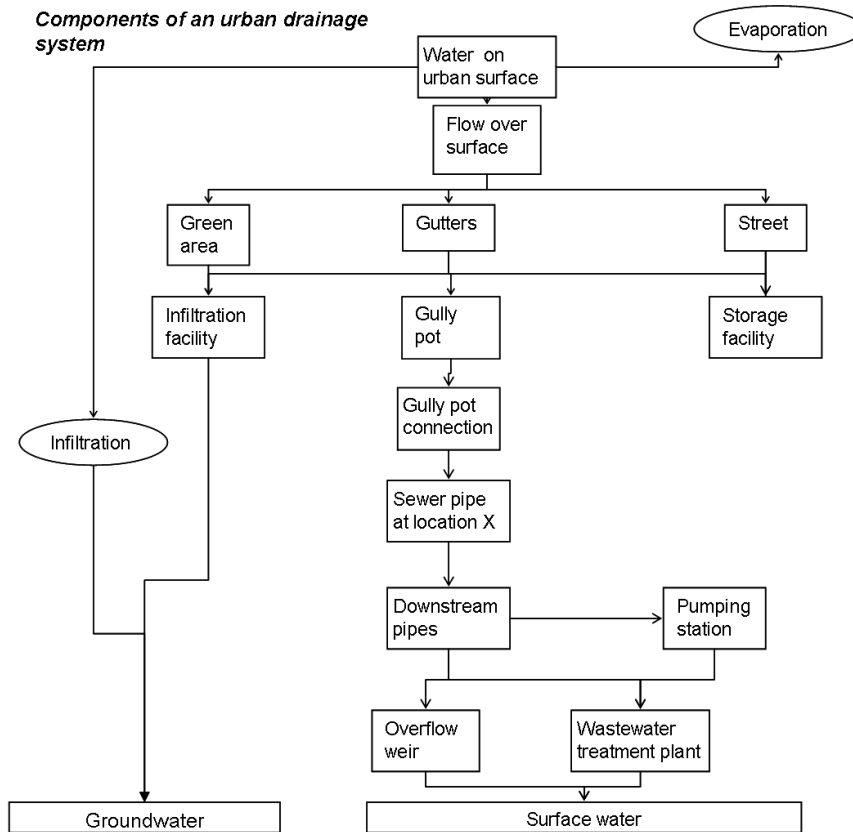 Components of an urban drainage
system
Evaporation
Water on
urban surface
Flow over
surface
Green
area
Gutters
Street
Infiltration
facility
Gully
pot
Storage
facility
Gully pot
connection
Infiltration
Sewer pipe
at location X
Downstream
pipes
Pumping
station
Overflow
weir
Wastewater
treatment plant
Groundwater
Surface water